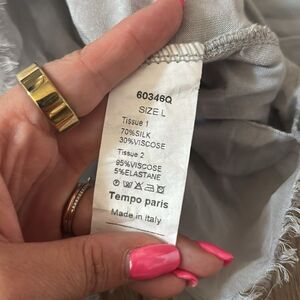 60346Q
SIZE L
Tissue 1
70%SILK
30%VISCOSE
Tissue 2
95%VISCOSE
5%ELASTANE
Tempo paris
Made in Italy